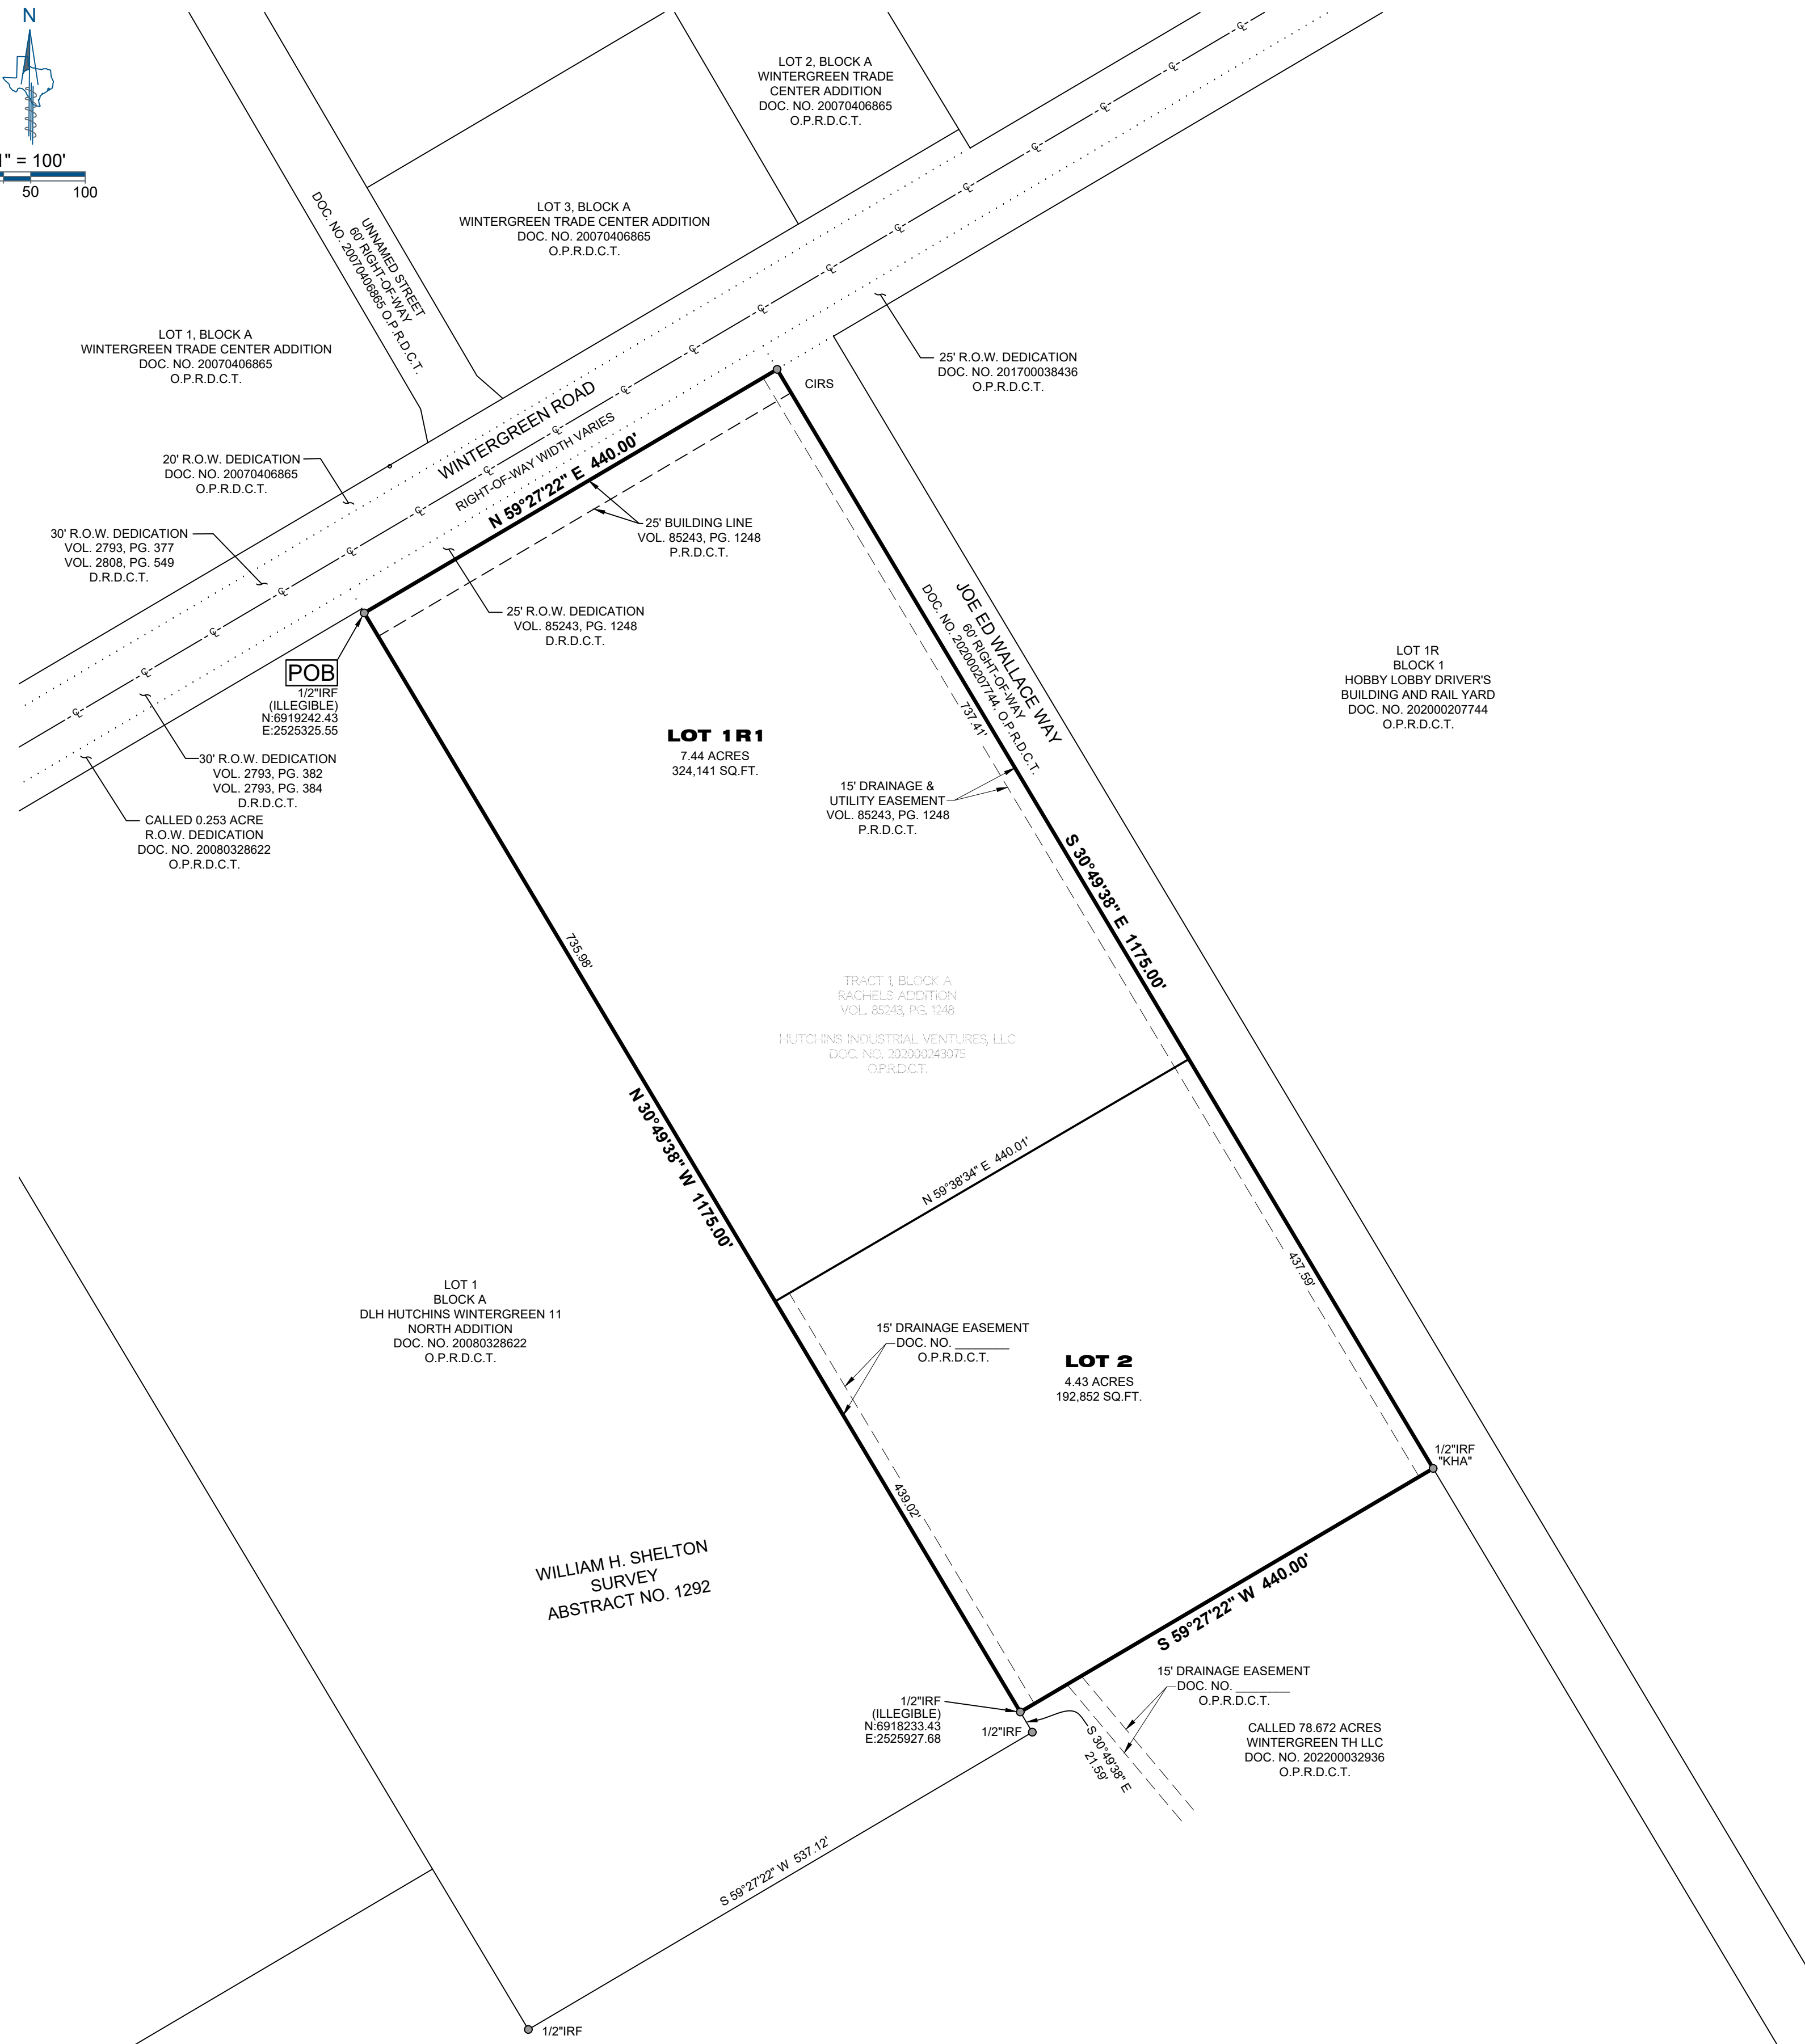 N
1" = 100'
50 100
LOT 2, BLOCK A
WINTERGREEN TRADE
CENTER ADDITION
DOC. NO. 20070406865
O.P.R.D.C.T.
LOT 3, BLOCK A
WINTERGREEN TRADE CENTER ADDITION
DOC. NO. 20070406865
O.P.R.D.C.T.
UNNAMED STREET
60' RIGHT-OF-WAY
DOC. NO. 20070406865 O.P.R.D.C.T.
LOT 1, BLOCK A
WINTERGREEN TRADE CENTER ADDITION
DOC. NO. 20070406865
O.P.R.D.C.T.
25' R.O.W. DEDICATION
DOC. NO. 201700038436
O.P.R.D.C.T.
CIRS
WINTERGREEN ROAD
RIGHT-OF-WAY WIDTH VARIES
N 59°27'22" E 440.00'
20' R.O.W. DEDICATION
DOC. NO. 20070406865
O.P.R.D.C.T.
30' R.O.W. DEDICATION
VOL. 2793, PG. 377
VOL. 2808, PG. 549
D.R.D.C.T.
25' BUILDING LINE
VOL. 85243, PG. 1248
P.R.D.C.T.
25' R.O.W. DEDICATION
VOL. 85243, PG. 1248
D.R.D.C.T.
JOE ED WALLACE WAY
60' RIGHT-OF-WAY
DOC. NO. 202000207744, O.P.R.D.C.T.
737.41'
LOT 1R
BLOCK 1
HOBBY LOBBY DRIVER'S
BUILDING AND RAIL YARD
DOC. NO. 202000207744
O.P.R.D.C.T.
POB
1/2"IRF
(ILLEGIBLE)
N:6919242.43
E:2525325.55
LOT 1R1
7.44 ACRES
324,141 SQ.FT.
30' R.O.W. DEDICATION
VOL. 2793, PG. 382
VOL. 2793, PG. 384
D.R.D.C.T.
15' DRAINAGE &
UTILITY EASEMENT
VOL. 85243, PG. 1248
P.R.D.C.T.
CALLED 0.253 ACRE
R.O.W. DEDICATION
DOC. NO. 20080328622
O.P.R.D.C.T.
S 30°49'38" E 1175.00'
735.98'
TRACT 1, BLOCK A
RACHELS ADDITION
VOL. 85243, PG. 1248
HUTCHINS INDUSTRIAL VENTURES, LLC
DOC. NO. 202000243075
O.P.R.D.C.T.
N 30°49'38" W 1175.00'
N 59°38'34" E 440.01'
437.59'
LOT 1
BLOCK A
DLH HUTCHINS WINTERGREEN 11
NORTH ADDITION
DOC. NO. 20080328622
O.P.R.D.C.T.
15' DRAINAGE EASEMENT
DOC. NO. ________
O.P.R.D.C.T.
LOT 2
4.43 ACRES
192,852 SQ.FT.
1/2"IRF
"KHA"
439.02'
WILLIAM H. SHELTON
SURVEY
ABSTRACT NO. 1292
S 59°27'22" W 440.00'
15' DRAINAGE EASEMENT
DOC. NO. ________
O.P.R.D.C.T.
1/2"IRF
(ILLEGIBLE)
N:6918233.43
E:2525927.68
1/2"IRF
S 30°49'38" E
21.59'
CALLED 78.672 ACRES
WINTERGREEN TH LLC
DOC. NO. 202200032936
O.P.R.D.C.T.
S 59°27'22" W 537.12'
1/2"IRF